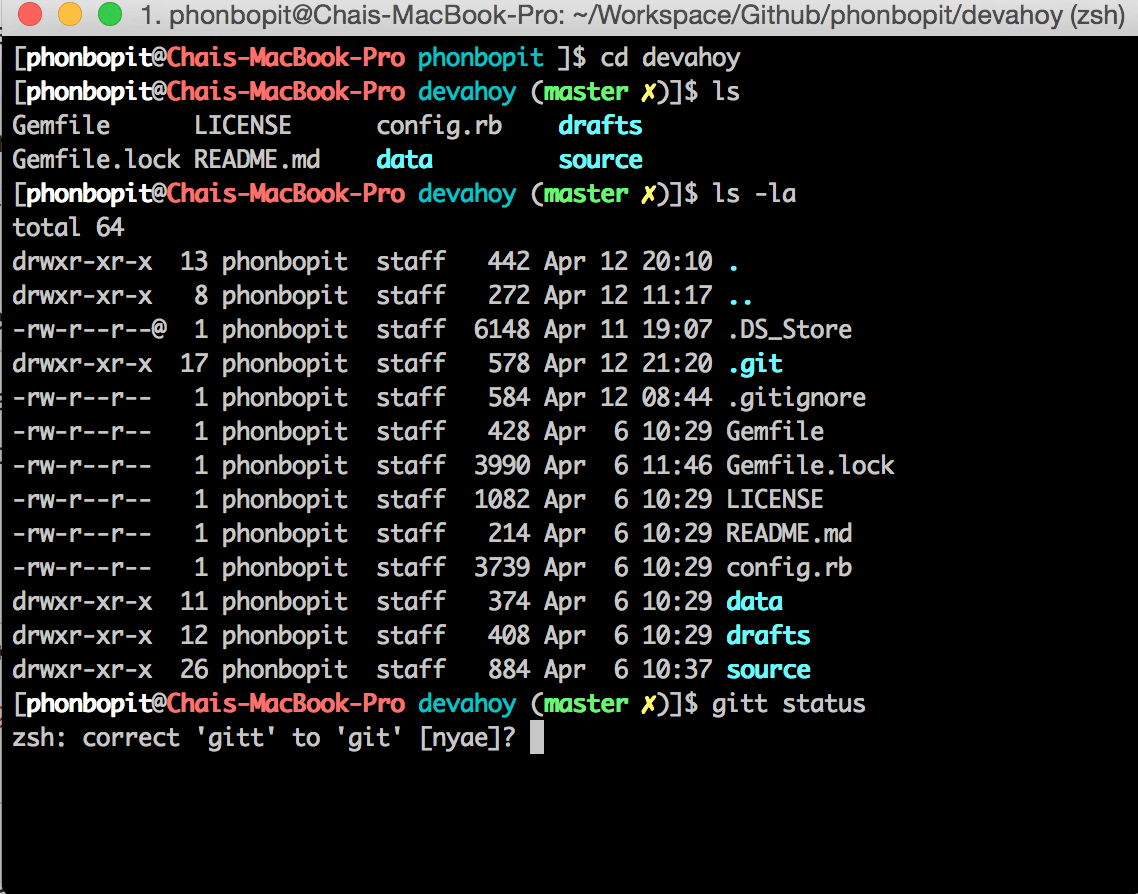 1. phonbopit@Chais-MacBook-Pro: ~/Workspace/Github/phonbopit/devahoy (zsh)
[phonbopit@Chais-MacBook-Pro phonbopit ]$ cd devahoy
[phonbopit@Chais-MacBook-Pro devahoy (master ✗)]$ ls
Gemfile      LICENSE      config.rb    drafts
Gemfile.lock README.md    data         source
[phonbopit@Chais-MacBook-Pro devahoy (master ✗)]$ ls -la
total 64
drwxr-xr-x  13 phonbopit  staff   442 Apr 12 20:10 .
drwxr-xr-x   8 phonbopit  staff   272 Apr 12 11:17 ..
-rw-r--r--@  1 phonbopit  staff  6148 Apr 11 19:07 .DS_Store
drwxr-xr-x  17 phonbopit  staff   578 Apr 12 21:20 .git
-rw-r--r--   1 phonbopit  staff   584 Apr 12 08:44 .gitignore
-rw-r--r--   1 phonbopit  staff   428 Apr  6 10:29 Gemfile
-rw-r--r--   1 phonbopit  staff  3990 Apr  6 11:46 Gemfile.lock
-rw-r--r--   1 phonbopit  staff  1082 Apr  6 10:29 LICENSE
-rw-r--r--   1 phonbopit  staff   214 Apr  6 10:29 README.md
-rw-r--r--   1 phonbopit  staff  3739 Apr  6 10:29 config.rb
drwxr-xr-x  11 phonbopit  staff   374 Apr  6 10:29 data
drwxr-xr-x  12 phonbopit  staff   408 Apr  6 10:29 drafts
drwxr-xr-x  26 phonbopit  staff   884 Apr  6 10:37 source
[phonbopit@Chais-MacBook-Pro devahoy (master ✗)]$ gitt status
zsh: correct 'gitt' to 'git' [nyae]?